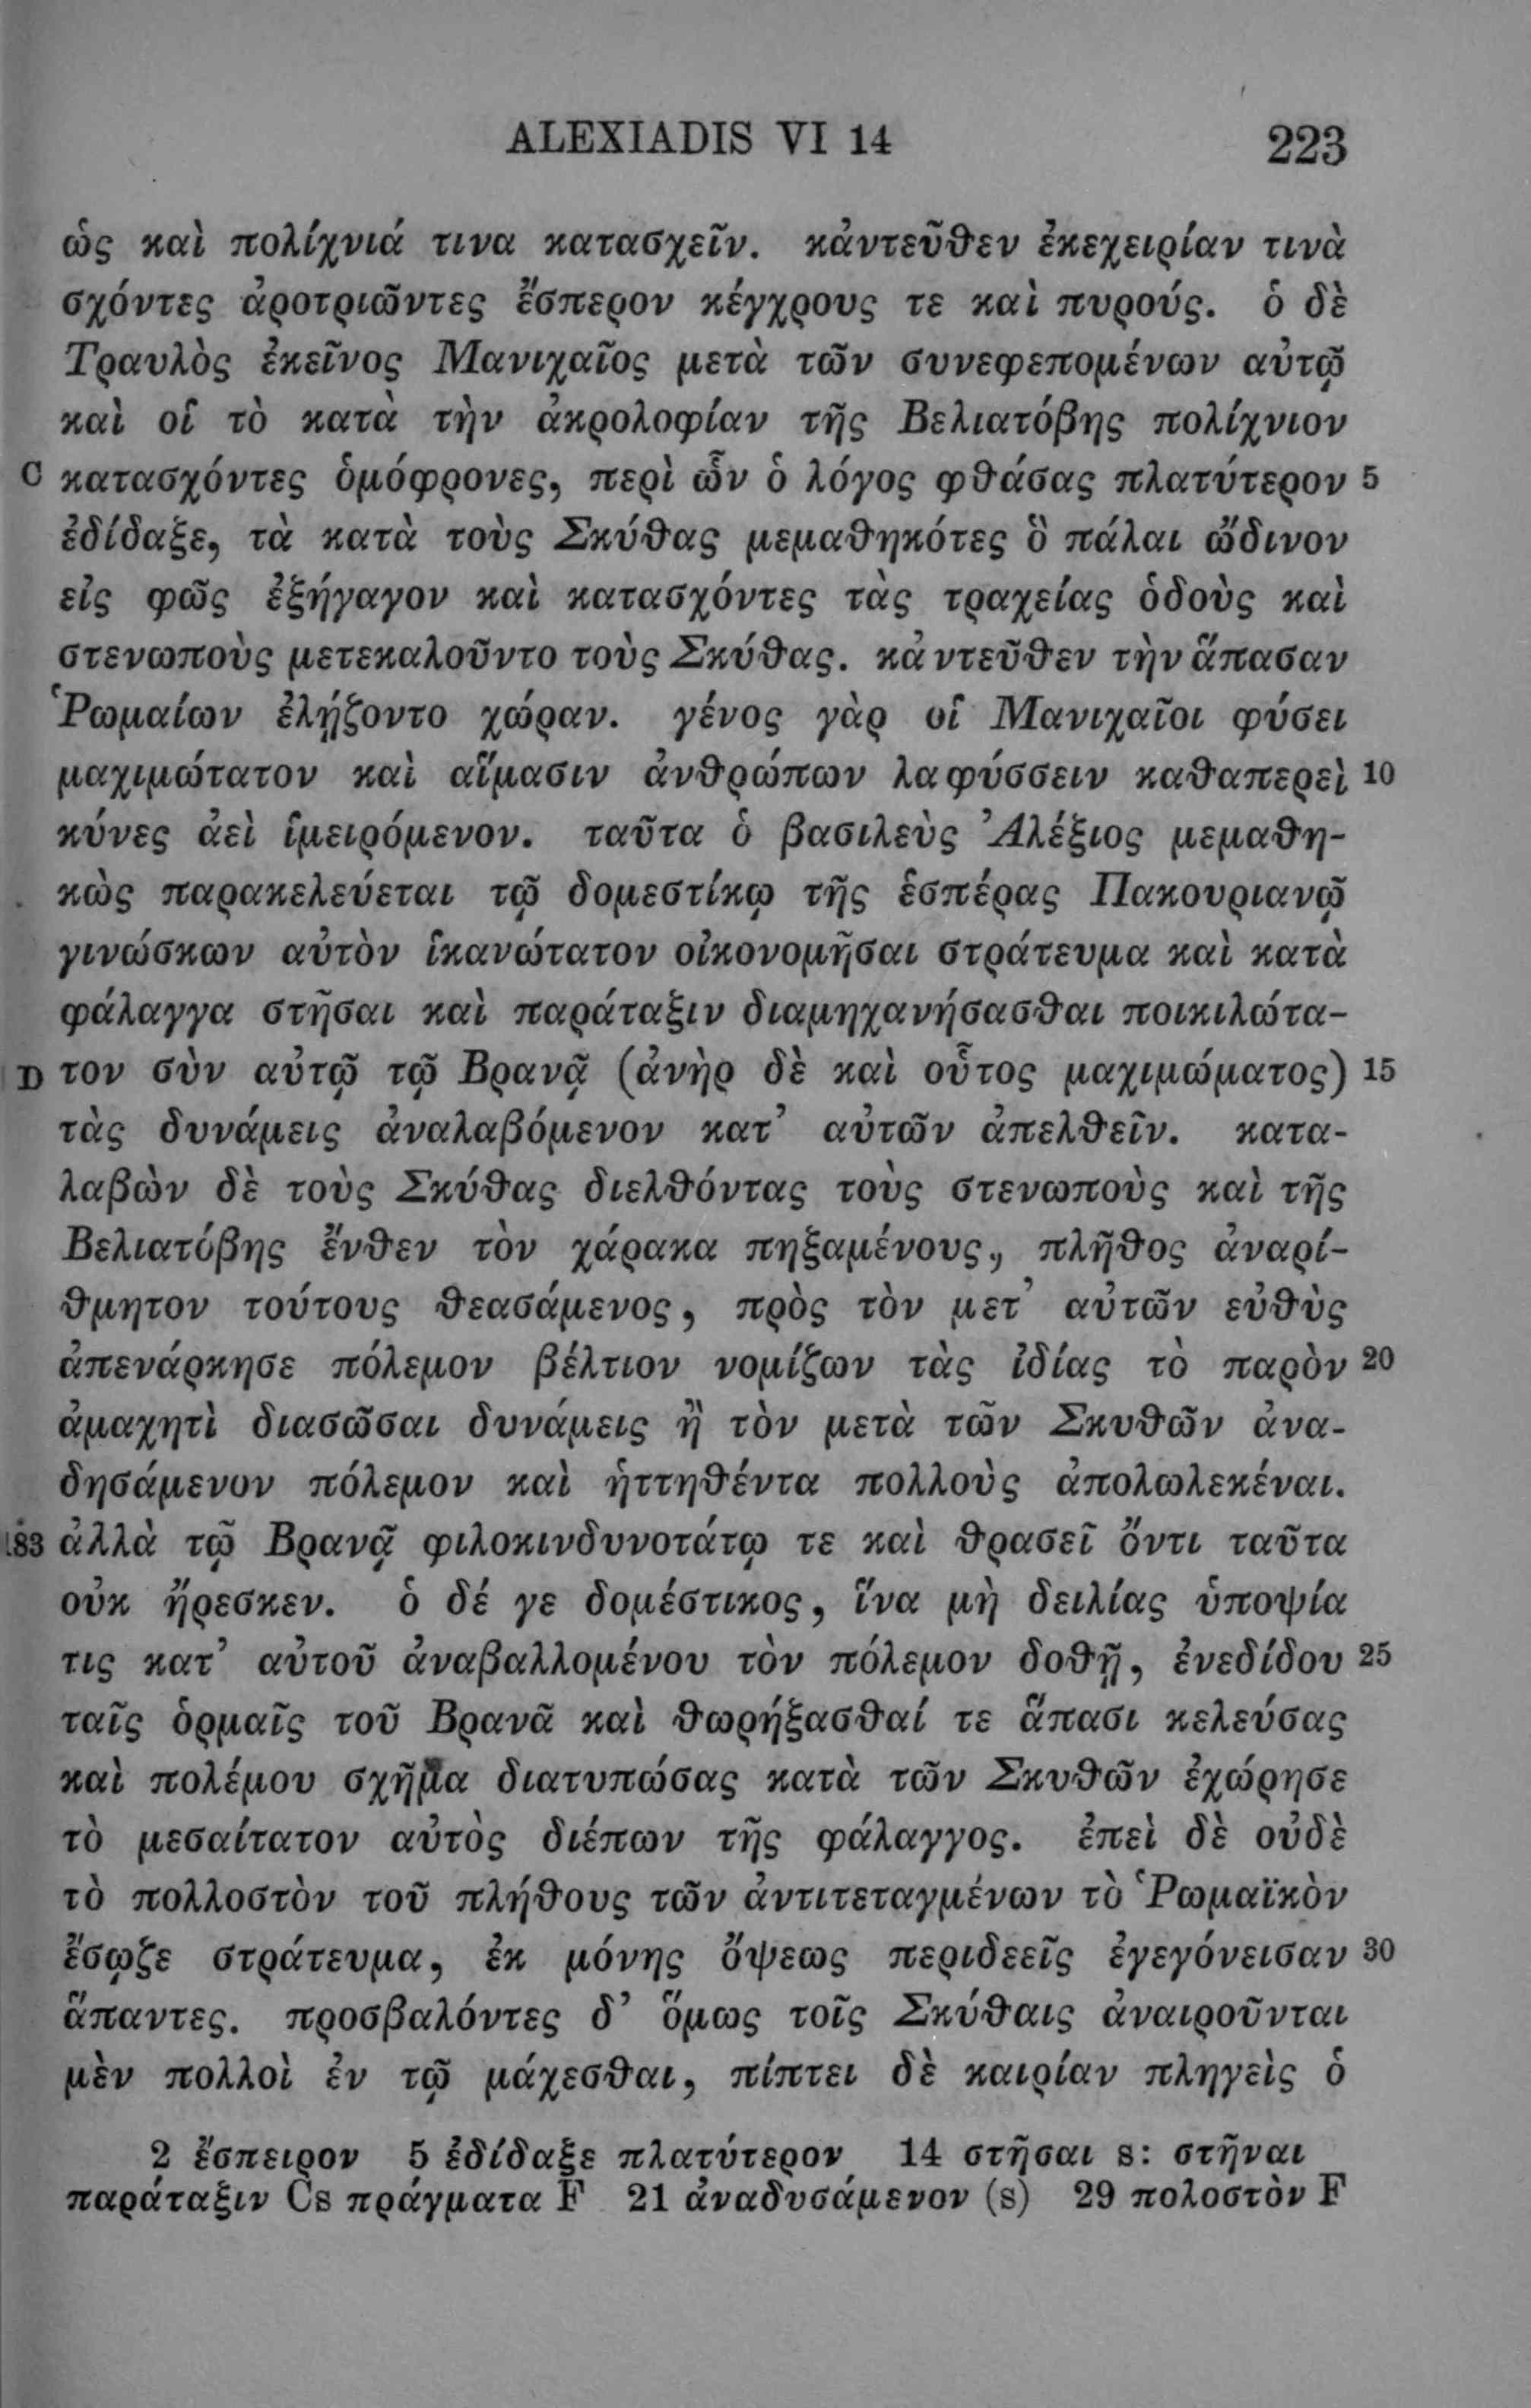 ALEXIADIS VI 14 223
ὡς καὶ πολίχνιά τινα κατασχεῖν. κἀντεῦθεν ἐκεχειρίαν τινὰ
σχόντες ἀροτριῶντες ἔσπερον κέγχρους τε καὶ πυρούς. ὁ δὲ
Τραυλὸς ἐκεῖνος Μανιχαῖος μετὰ τῶν συνεφεπομένων αὐτῷ
καὶ οἱ τὸ κατὰ τὴν ἀκρολοφίαν τῆς Βελιατόβης πολίχνιον
C κατασχόντες ὁμόφρονες, περὶ ὧν ὁ λόγος φθάσας πλατύτερον 5
ἐδίδαξε, τὰ κατὰ τοὺς Σκύθας μεμαθηκότες ὃ πάλαι ὤδινον
εἰς φῶς ἐξήγαγον καὶ κατασχόντες τὰς τραχείας ὁδοὺς καὶ
στενωποὺς μετεκαλοῦντο τοὺς Σκύθας. κἀντεῦθεν τὴν ἅπασαν
Ῥωμαίων ἐλῄζοντο χώραν. γένος γὰρ οἱ Μανιχαῖοι φύσει
μαχιμώτατον καὶ αἵμασιν ἀνθρώπων λαφύσσειν καθαπερεὶ 10
κύνες ἀεὶ ἱμειρόμενον. ταῦτα ὁ βασιλεὺς Ἀλέξιος μεμαθη-
κὼς παρακελεύεται τῷ δομεστίκῳ τῆς ἑσπέρας Πακουριανῷ
γινώσκων αὐτὸν ἱκανώτατον οἰκονομῆσαι στράτευμα καὶ κατὰ
φάλαγγα στῆσαι καὶ παράταξιν διαμηχανήσασθαι ποικιλώτα-
D τον σὺν αὐτῷ τῷ Βρανᾷ (ἀνὴρ δὲ καὶ οὗτος μαχιμώματος) 15
τὰς δυνάμεις ἀναλαβόμενον κατ’ αὐτῶν ἀπελθεῖν. κατα-
λαβὼν δὲ τοὺς Σκύθας διελθόντας τοὺς στενωποὺς καὶ τῆς
Βελιατόβης ἔνθεν τὸν χάρακα πηξαμένους, πλῆθος ἀναρί-
θμητον τούτους θεασάμενος, πρὸς τὸν μετ’ αὐτῶν εὐθὺς
ἀπενάρκησε πόλεμον βέλτιον νομίζων τὰς ἰδίας τὸ παρὸν 20
ἀμαχητὶ διασῶσαι δυνάμεις ἢ τὸν μετὰ τῶν Σκυθῶν ἀνα-
δησάμενον πόλεμον καὶ ἡττηθέντα πολλοὺς ἀπολωλεκέναι.
183 ἀλλὰ τῷ Βρανᾷ φιλοκινδυνοτάτῳ τε καὶ θρασεῖ ὄντι ταῦτα
οὐκ ἤρεσκεν. ὁ δέ γε δομέστικος, ἵνα μὴ δειλίας ὑποψία
τις κατ’ αὐτοῦ ἀναβαλλομένου τὸν πόλεμον δοθῇ, ἐνεδίδου 25
ταῖς ὁρμαῖς τοῦ Βρανᾶ καὶ θωρήξασθαί τε ἅπασι κελεύσας
καὶ πολέμου σχῆμα διατυπώσας κατὰ τῶν Σκυθῶν ἐχώρησε
τὸ μεσαίτατον αὐτὸς διέπων τῆς φάλαγγος. ἐπεὶ δὲ οὐδὲ
τὸ πολλοστὸν τοῦ πλήθους τῶν ἀντιτεταγμένων τὸ Ῥωμαϊκὸν
ἔσῳζε στράτευμα, ἐκ μόνης ὄψεως περιδεεῖς ἐγεγόνεισαν 30
ἅπαντες. προσβαλόντες δ’ ὅμως τοῖς Σκύθαις ἀναιροῦνται
μὲν πολλοὶ ἐν τῷ μάχεσθαι, πίπτει δὲ καιρίαν πληγεὶς ὁ
2 ἔσπειρον 5 ἐδίδαξε πλατύτερον 14 στῆσαι s: στῆναι
παράταξιν Cs πράγματα F 21 ἀναδυσάμενον (s) 29 πολοστὸν F